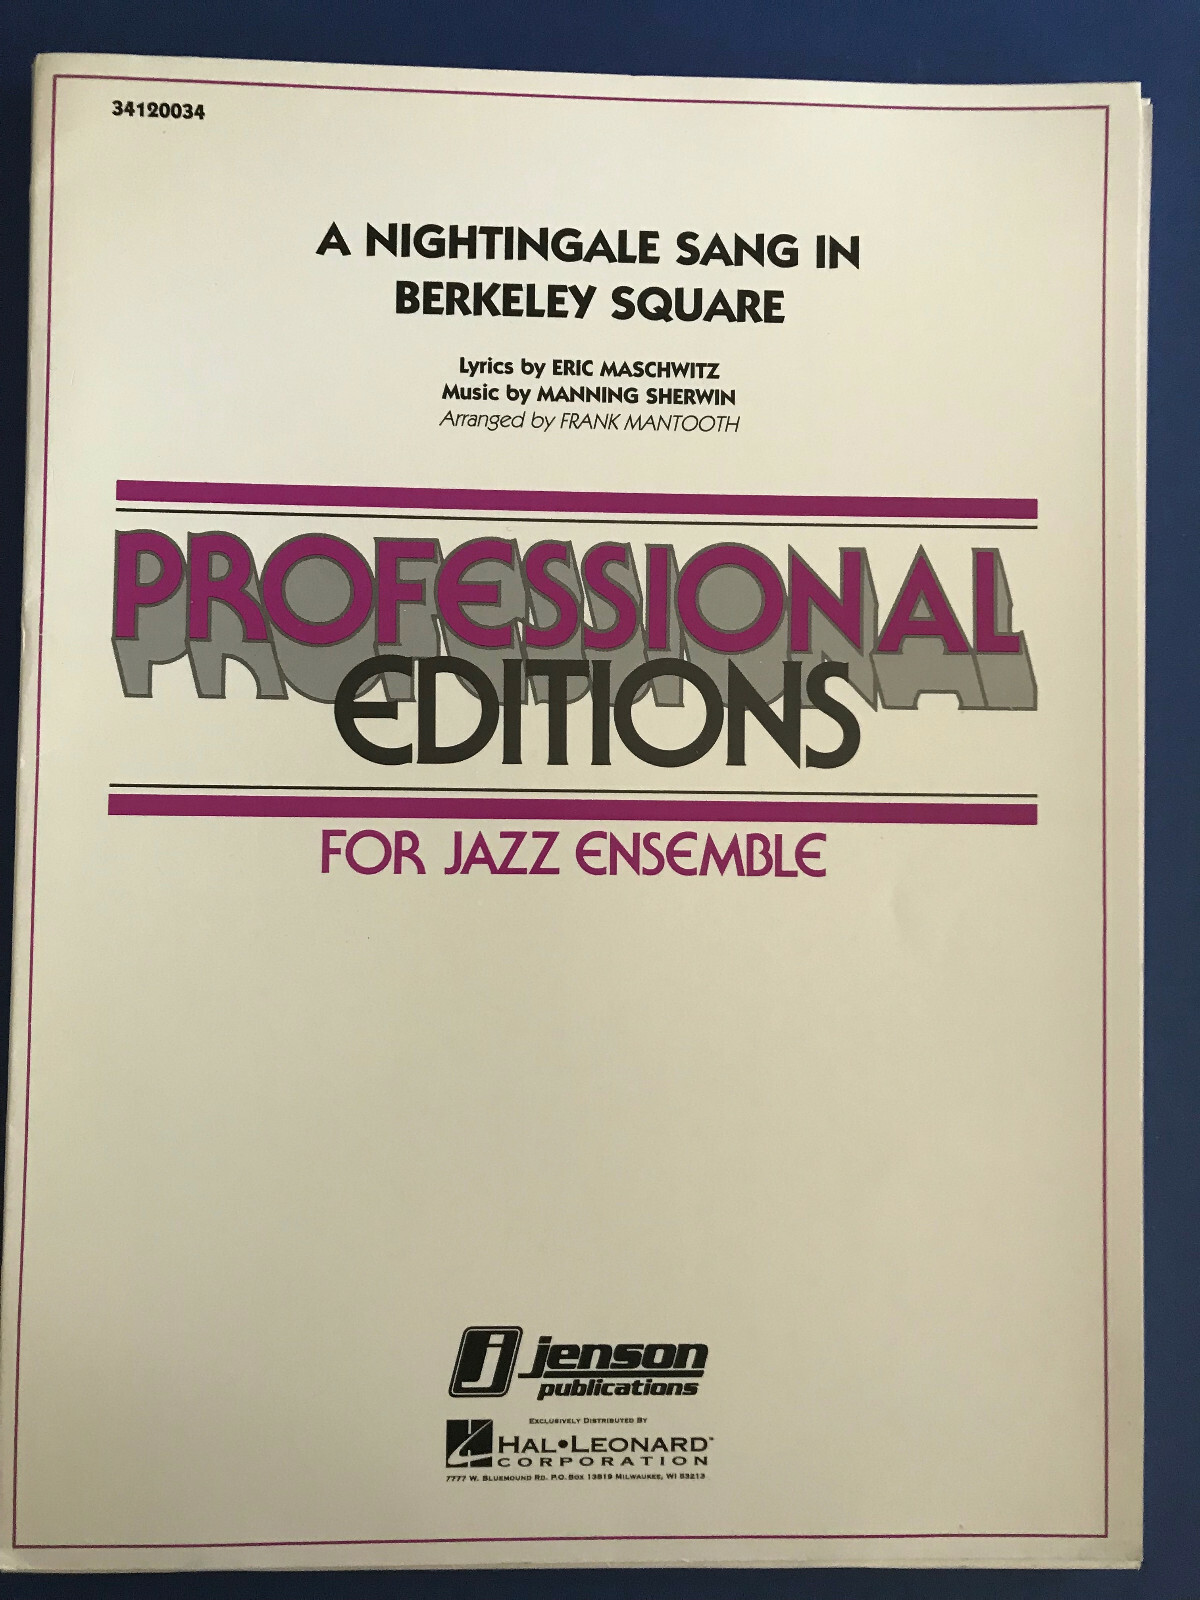 34120034
A NIGHTINGALE SANG IN
BERKELEY SQUARE
Lyrics by ERIC MASCHWITZ
Music by MANNING SHERWIN
Arranged by FRANK MANTOOTH
PROFESSIONAL
EDITIONS
FOR JAZZ ENSEMBLE
j jenson
publications
EXCLUSIVELY DISTRIBUTED BY
HAL•LEONARD™
CORPORATION
7777 W. BLUEMOUND RD. P.O. BOX 13819 MILWAUKEE, WI 53213